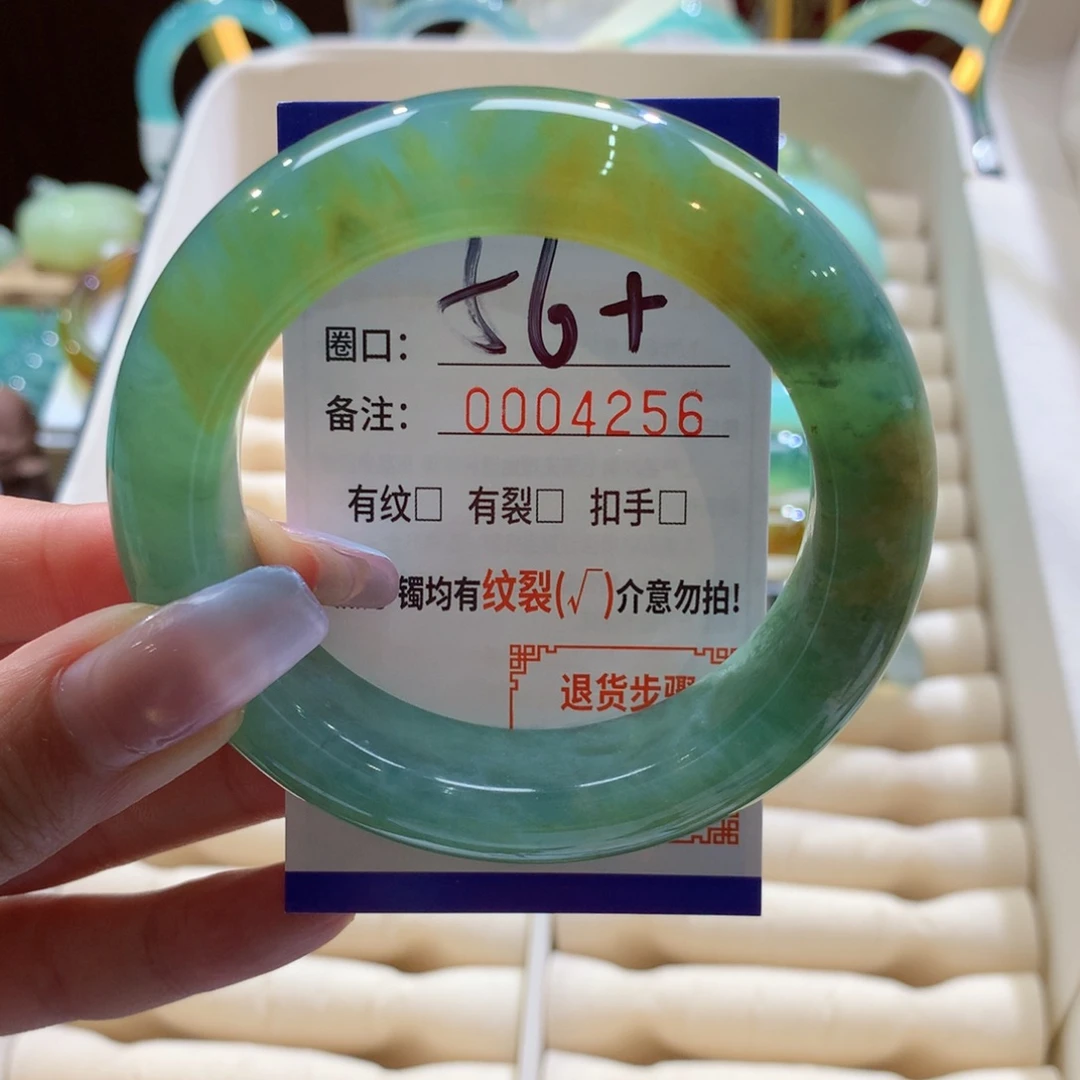 圈口: 56+
备注: 0004256
有纹□ 有裂□ 扣手□
镯均有纹裂(√)介意勿拍!
退货步骤